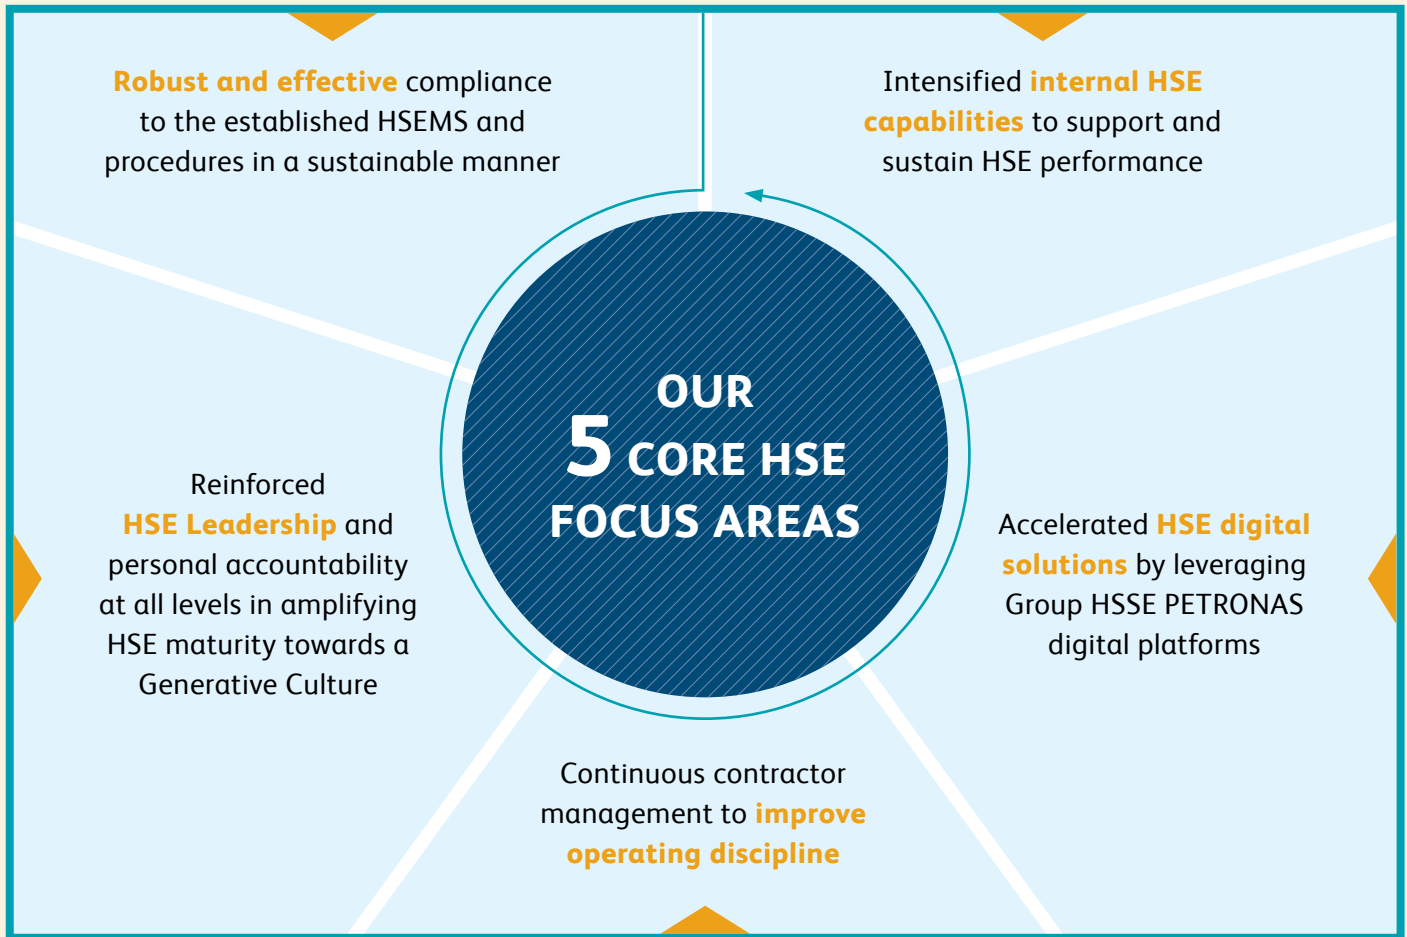 Robust and effective compliance
to the established HSEMS and
procedures in a sustainable manner
Intensified internal HSE
capabilities to support and
sustain HSE performance
OUR
5 CORE HSE
FOCUS AREAS
Reinforced
HSE Leadership and
personal accountability
at all levels in amplifying
HSE maturity towards a
Generative Culture
Accelerated HSE digital
solutions by leveraging
Group HSSE PETRONAS
digital platforms
Continuous contractor
management to improve
operating discipline